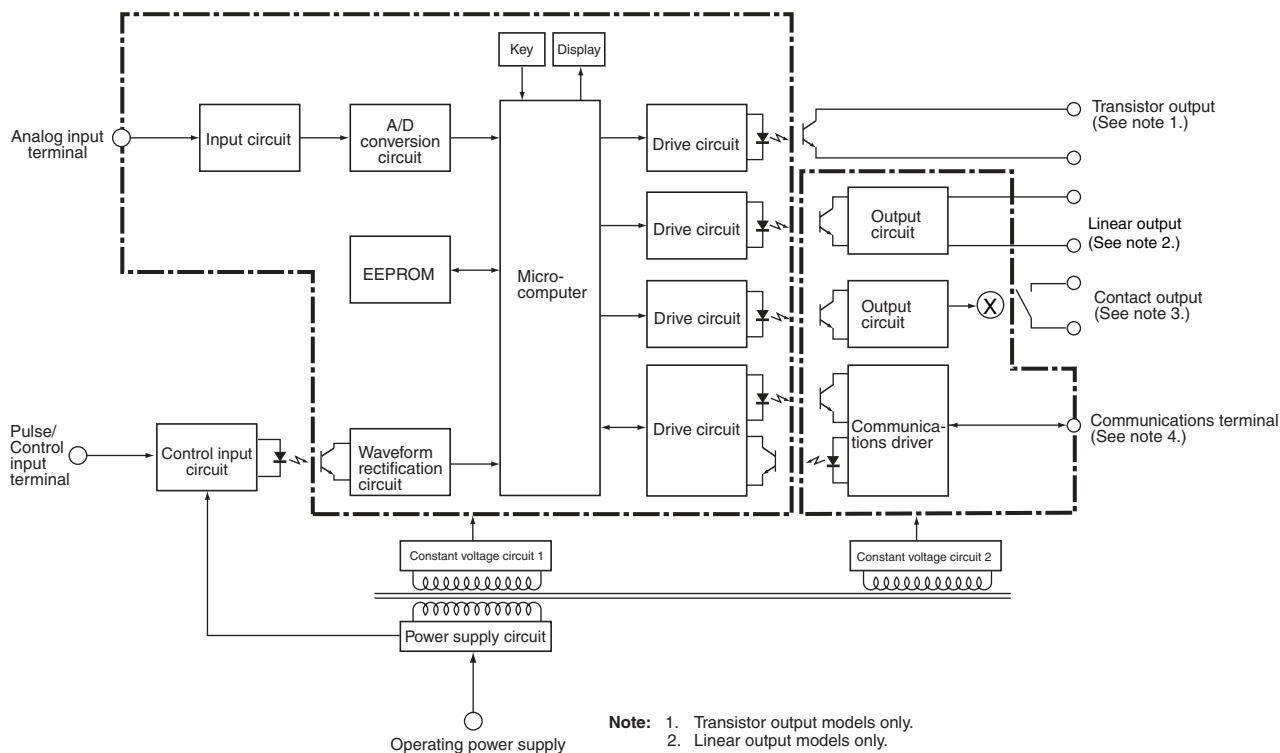 Key
Display
Analog input
terminal
Input circuit
A/D
conversion
circuit
Drive circuit
Transistor output
(See note 1.)
Drive circuit
Output
circuit
Linear output
(See note 2.)
EEPROM
Micro-
computer
Drive circuit
Output
circuit
X
Contact output
(See note 3.)
Pulse/
Control
input
terminal
Control input
circuit
Waveform
rectification
circuit
Drive circuit
Communica-
tions driver
Communications terminal
(See note 4.)
Constant voltage circuit 1
Constant voltage circuit 2
Power supply circuit
Operating power supply
Note: 1. Transistor output models only.
2. Linear output models only.